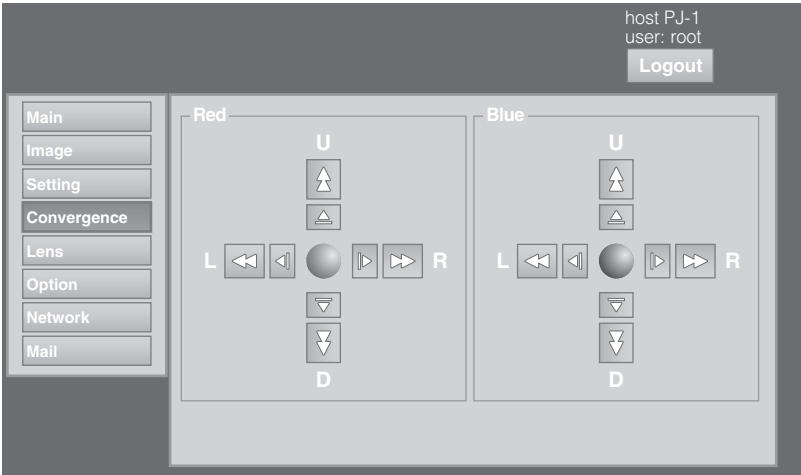 host PJ-1
user: root
Logout
Main
Image
Setting
Convergence
Lens
Option
Network
Mail
Red
U
L
R
D
Blue
U
L
R
D